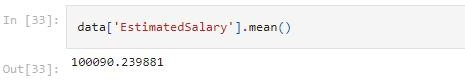 In [33]:
data['EstimatedSalary'].mean()
Out[33]:
100090.239881